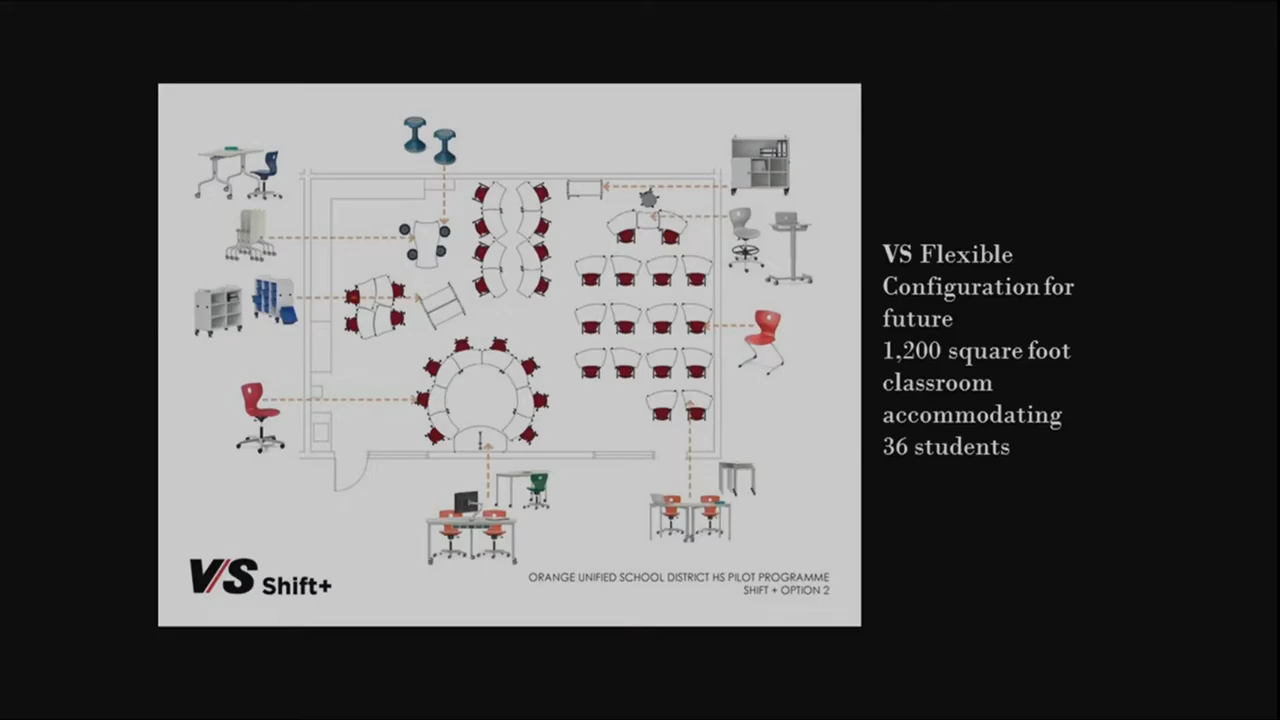 VS Flexible
Configuration for
future
1,200 square foot
classroom
accommodating
36 students
VS Shift+
ORANGE UNIFIED SCHOOL DISTRICT HS PILOT PROGRAMME
SHIFT + OPTION 2